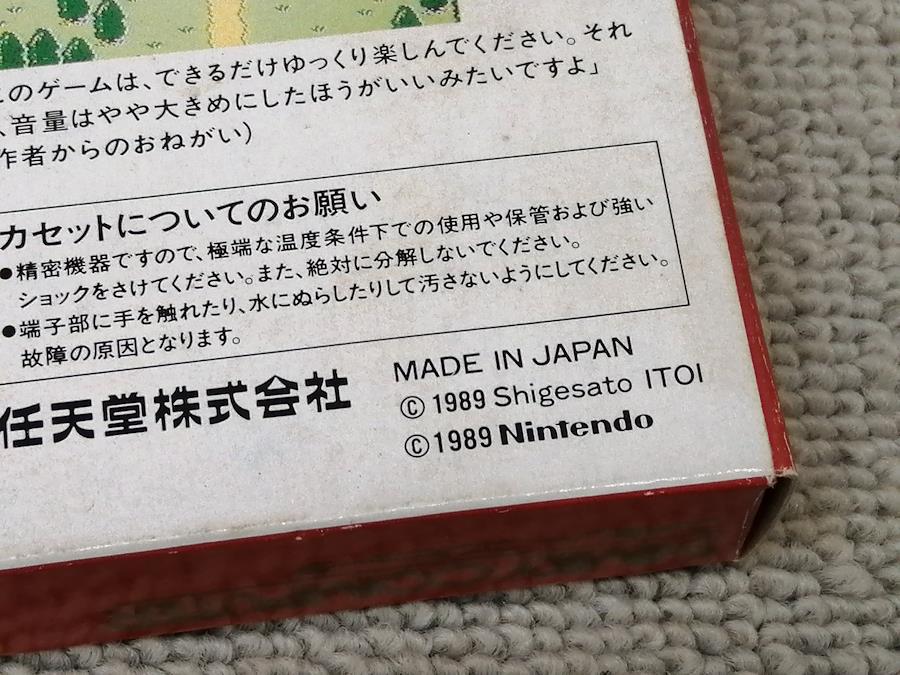 このゲームは、できるだけゆっくり楽しんでください。それ
、音量はやや大きめにしたほうがいいみたいですよ」
作者からのおねがい)
カセットについてのお願い
●精密機器ですので、極端な温度条件下での使用や保管および強い
ショックをさけてください。また、絶対に分解しないでください。
●端子部に手を触れたり、水にぬらしたりして汚さないようにしてください。
故障の原因となります。
任天堂株式会社
MADE IN JAPAN
© 1989 Shigesato ITOI
© 1989 Nintendo